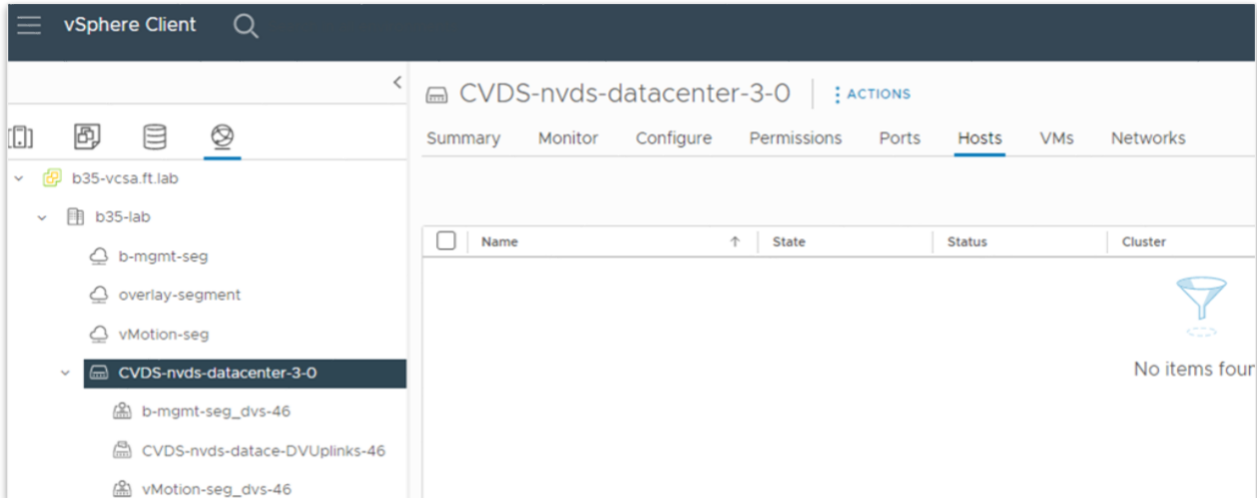 vSphere Client
CVDS-nvds-datacenter-3-0 ACTIONS
Summary Monitor Configure Permissions Ports Hosts VMs Networks
b35-vcsa.ft.lab
b35-lab
b-mgmt-seg
overlay-segment
vMotion-seg
CVDS-nvds-datacenter-3-0
b-mgmt-seg_dvs-46
CVDS-nvds-datace-DVUplinks-46
vMotion-seg_dvs-46
Name State Status Cluster
No items four